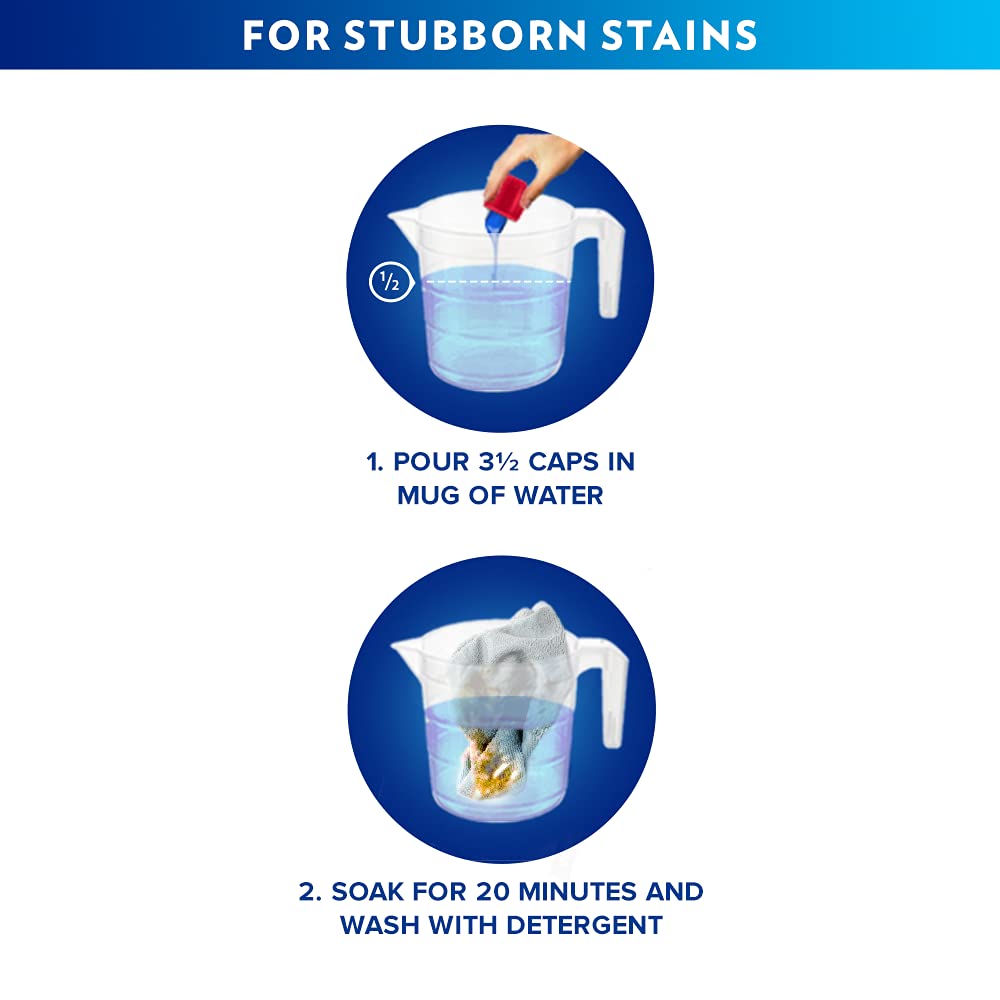 FOR STUBBORN STAINS
½
1. POUR 3½ CAPS IN
MUG OF WATER
2. SOAK FOR 20 MINUTES AND
WASH WITH DETERGENT